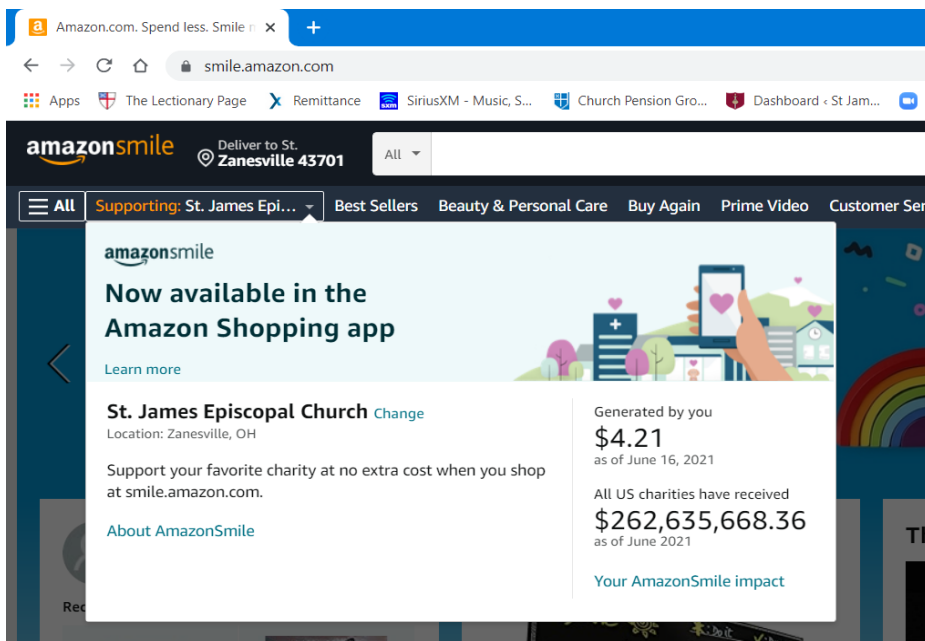 Amazon.com. Spend less. Smile
smile.amazon.com
Apps The Lectionary Page Remittance SiriusXM - Music, S... Church Pension Gro... Dashboard ‹ St Jam...
amazonsmile
Deliver to St.
Zanesville 43701
All
All Supporting: St. James Epi... Best Sellers Beauty & Personal Care Buy Again Prime Video Customer Ser
amazonsmile
Now available in the
Amazon Shopping app
Learn more
St. James Episcopal Church Change
Location: Zanesville, OH
Support your favorite charity at no extra cost when you shop
at smile.amazon.com.
About AmazonSmile
Generated by you
$4.21
as of June 16, 2021
All US charities have received
$262,635,668.36
as of June 2021
Your AmazonSmile impact